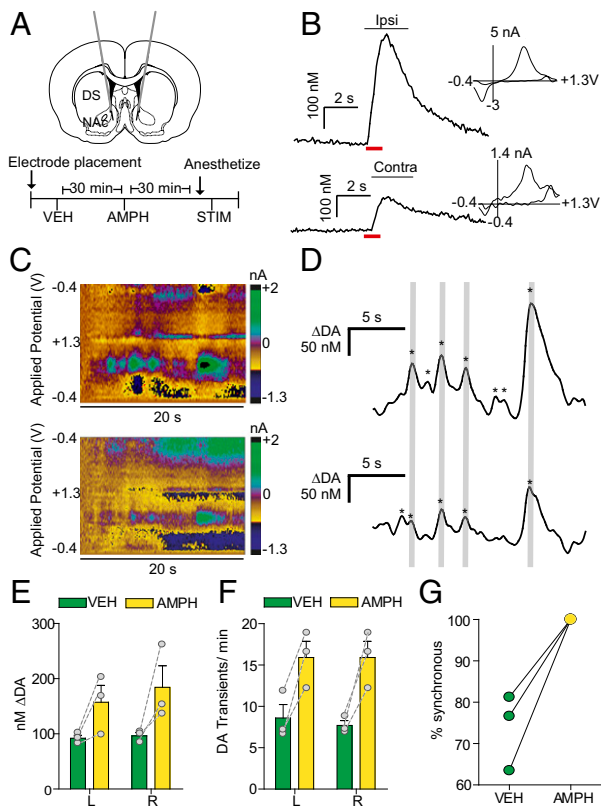 A
DS
NAc
Electrode placement
Anesthetize
30 min
30 min
VEH
AMPH
STIM
B
Ipsi
100 nM
2 s
5 nA
-0.4
+1.3V
-3
Contra
100 nM
2 s
1.4 nA
-0.4
+1.3V
-0.4
C
Applied Potential (V)
-0.4
+1.3
-0.4
nA
+2
0
-1.3
20 s
Applied Potential (V)
-0.4
+1.3
-0.4
nA
+2
0
-1.3
20 s
D
ΔDA
50 nM
5 s
* * * * * * * *
ΔDA
50 nM
5 s
* * * * *
E
VEH
AMPH
nM ΔDA
300
200
100
0
L
R
F
VEH
AMPH
DA Transients/ min
20
15
10
5
0
L
R
G
% synchronous
100
90
80
70
60
VEH
AMPH